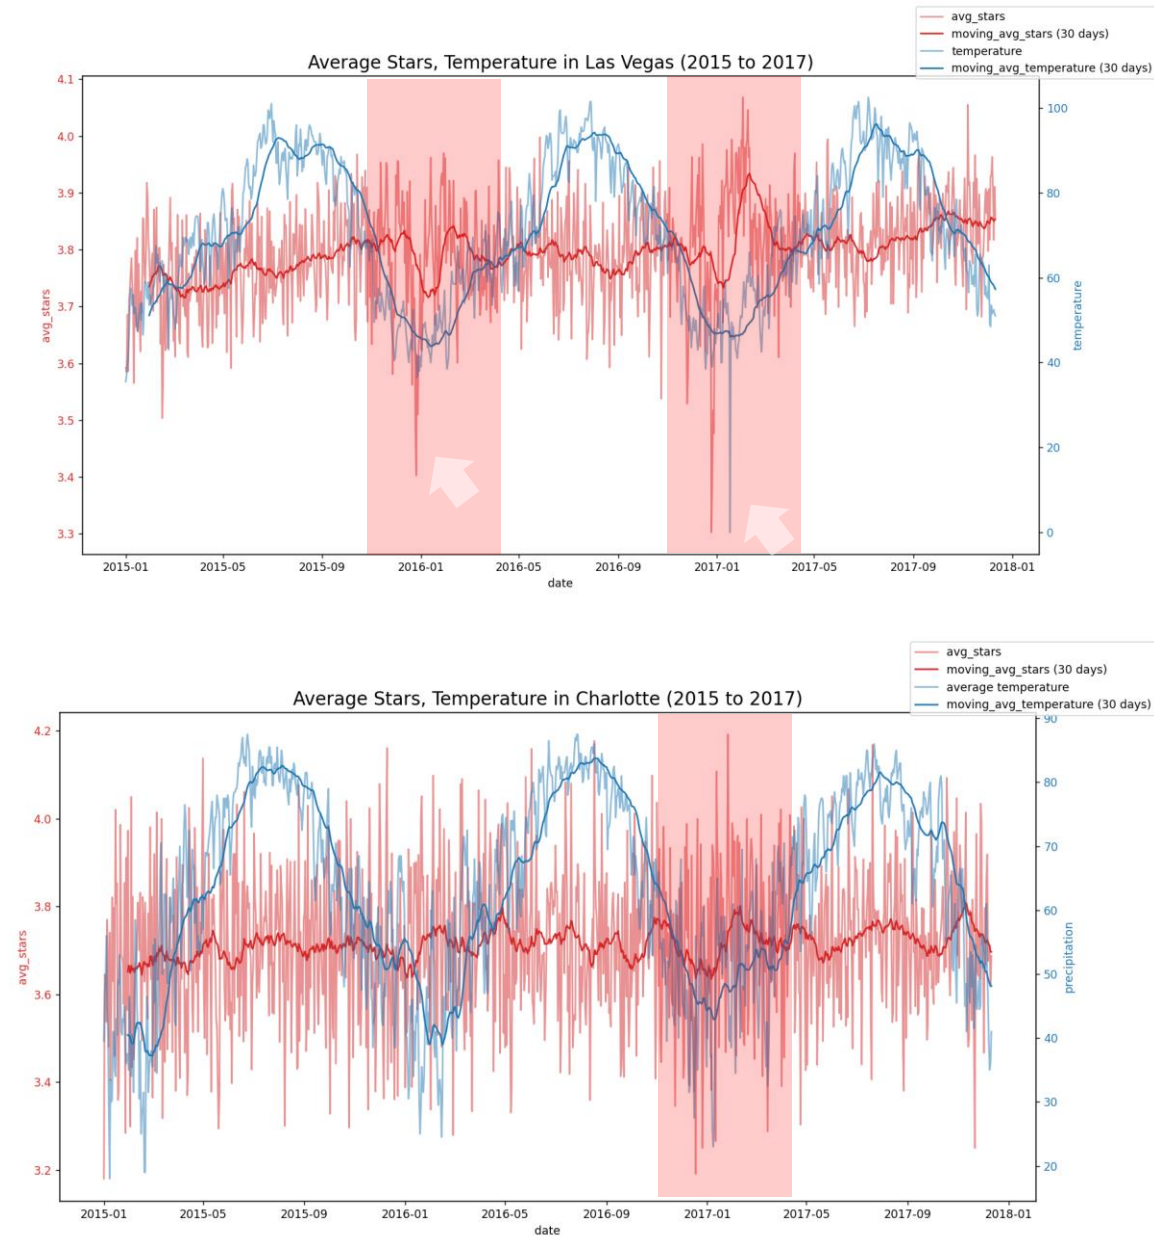 avg_stars
moving_avg_stars (30 days)
temperature
moving_avg_temperature (30 days)
Average Stars, Temperature in Las Vegas (2015 to 2017)
4.1
4.0
3.9
3.8
3.7
3.6
3.5
3.4
3.3
avg_stars
100
80
60
40
20
0
temperature
2015-01 2015-05 2015-09 2016-01 2016-05 2016-09 2017-01 2017-05 2017-09 2018-01
date
avg_stars
moving_avg_stars (30 days)
average temperature
moving_avg_temperature (30 days)
Average Stars, Temperature in Charlotte (2015 to 2017)
4.2
4.0
3.8
3.6
3.4
3.2
avg_stars
90
80
70
60
50
40
30
20
precipitation
2015-01 2015-05 2015-09 2016-01 2016-05 2016-09 2017-01 2017-05 2017-09 2018-01
date